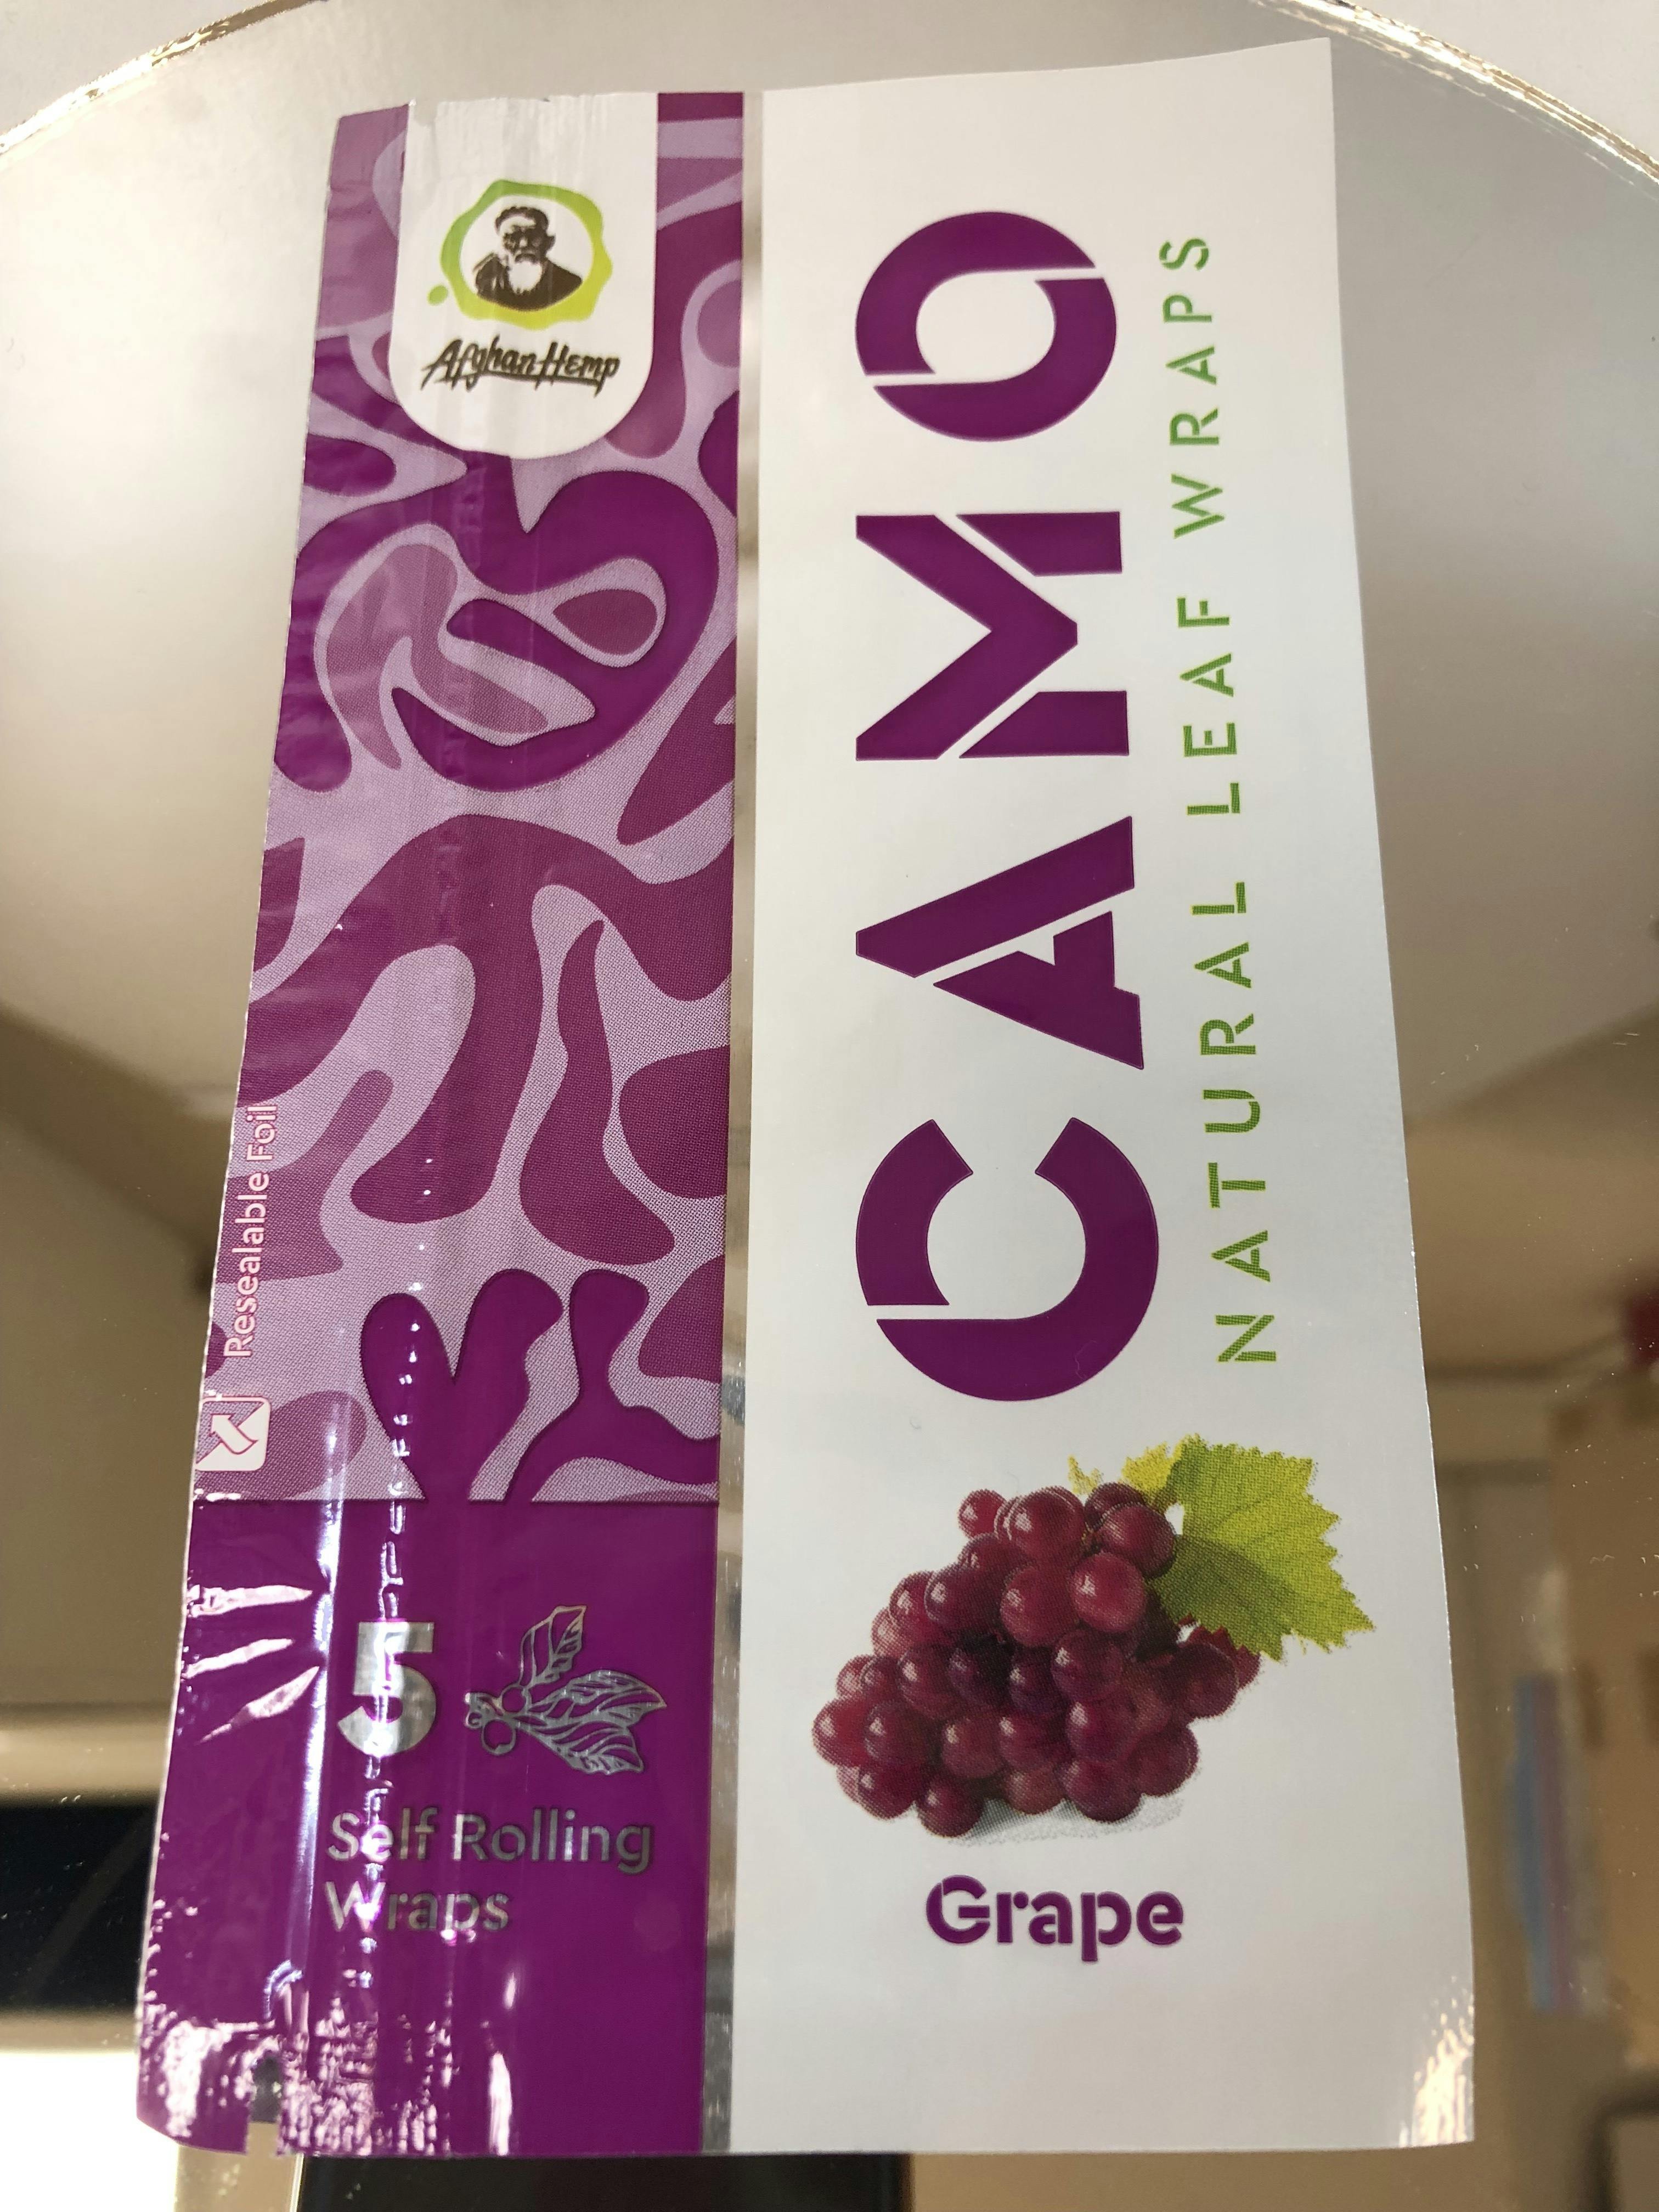 Afghan Hemp
Resealable Foil
5
Self Rolling
Wraps
CAMO
NATURAL LEAF WRAPS
Grape